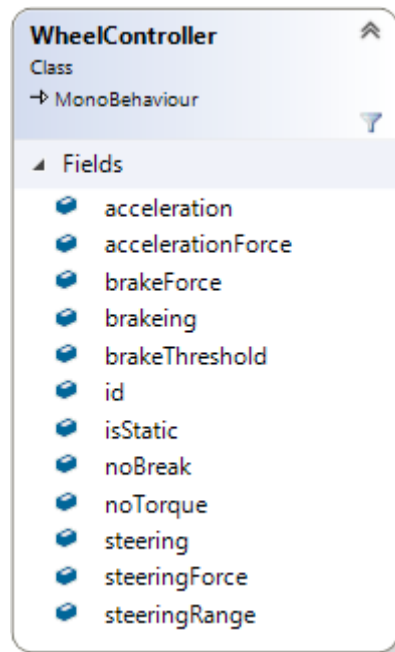 WheelController
Class
MonoBehaviour
Fields
acceleration
accelerationForce
brakeForce
brakeing
brakeThreshold
id
isStatic
noBreak
noTorque
steering
steeringForce
steeringRange